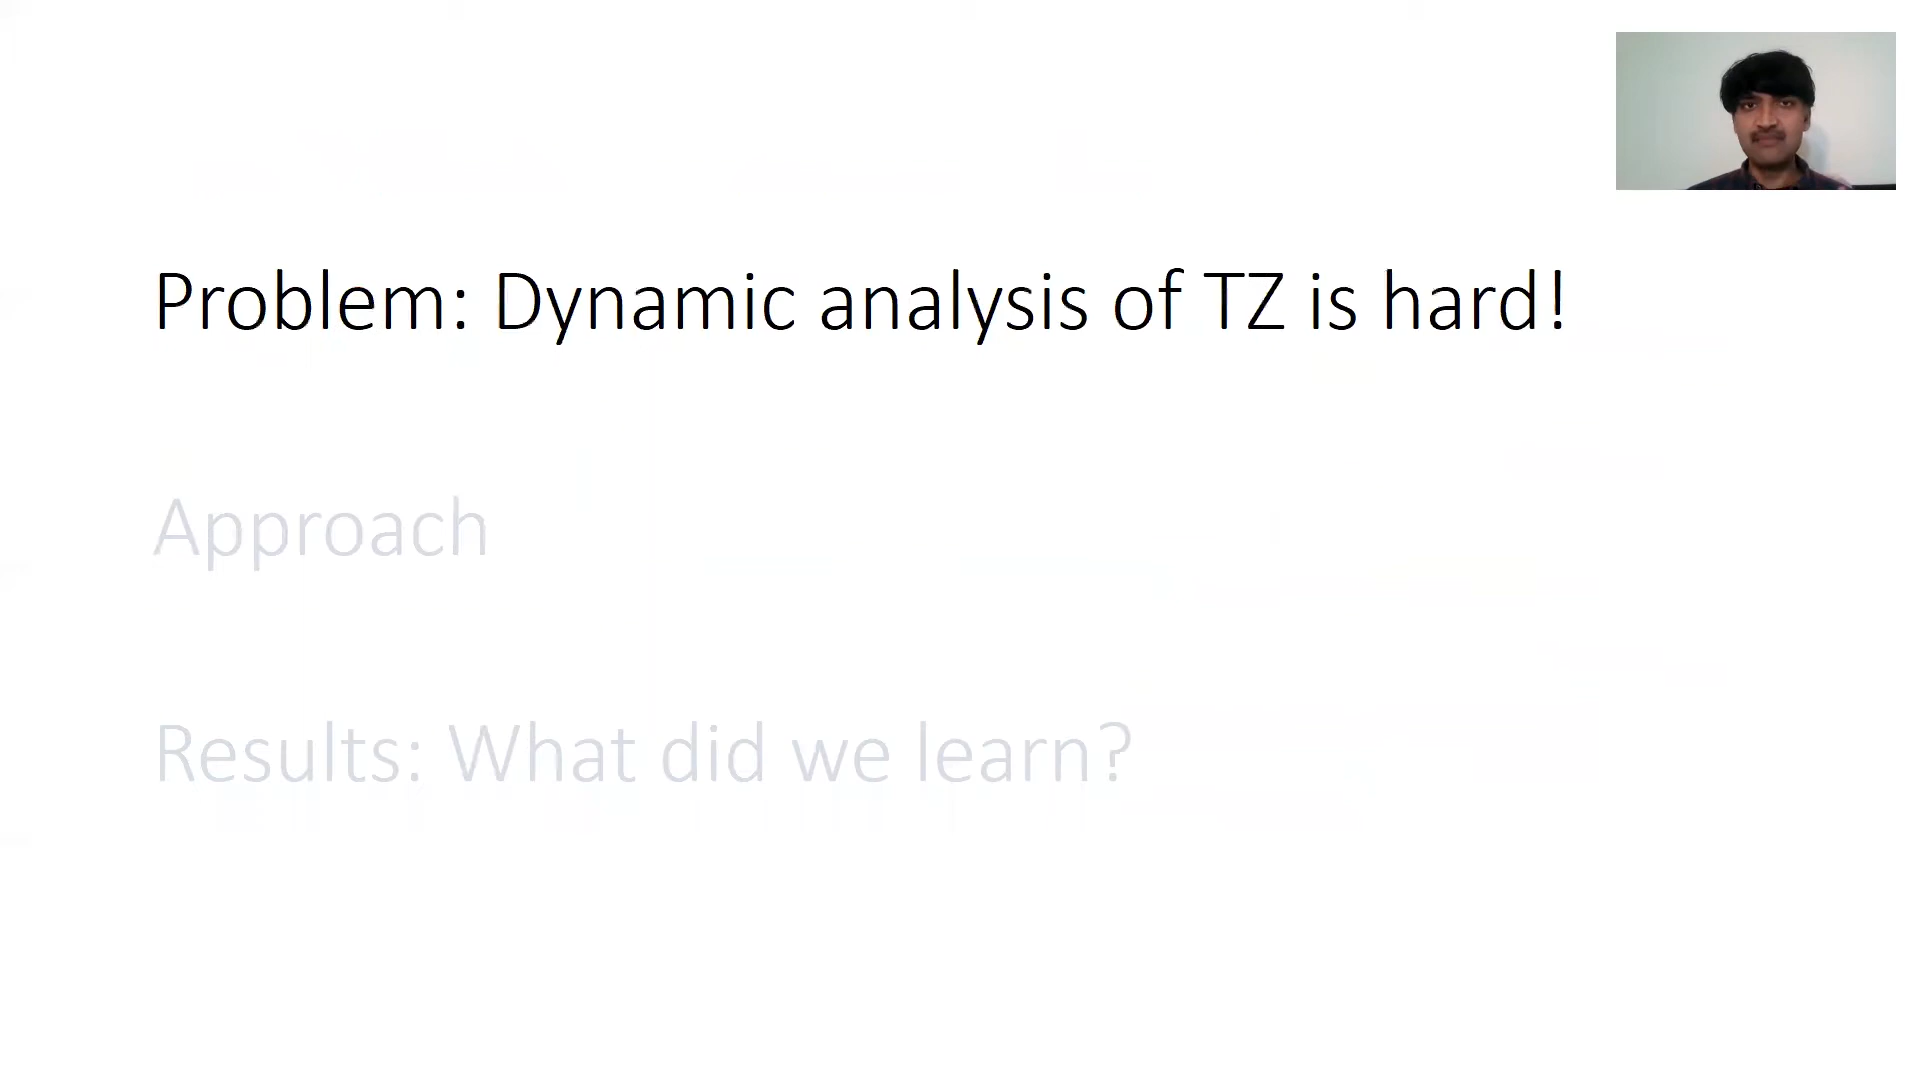 Problem: Dynamic analysis of TZ is hard!
Approach
Results: What did we learn?